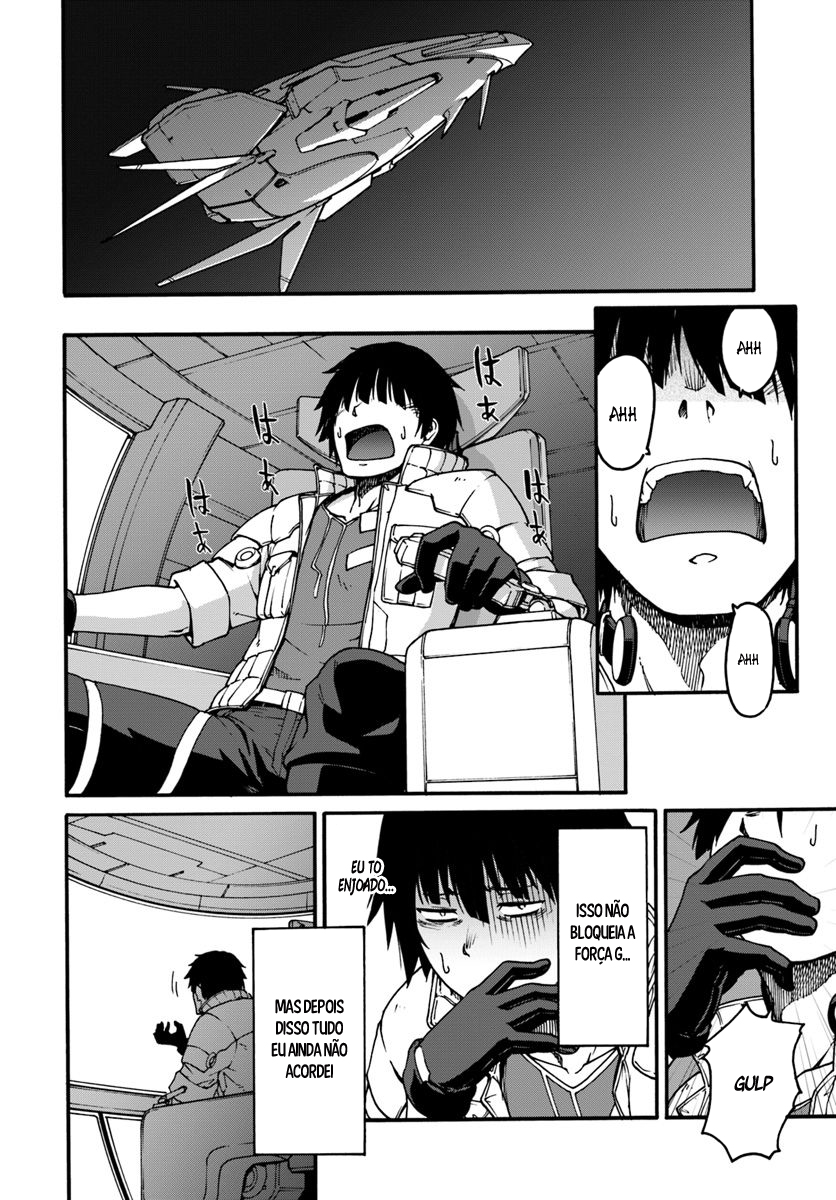 AHH
AHH
AHH
はぁ
はぁ
はぁ
はぁ
GULP
ISSO NÃO
BLOQUEIA A
FORÇA G...
EU TO
ENJOADO...
MAS DEPOIS
DISSO TUDO
EU AINDA NÃO
ACORDEI